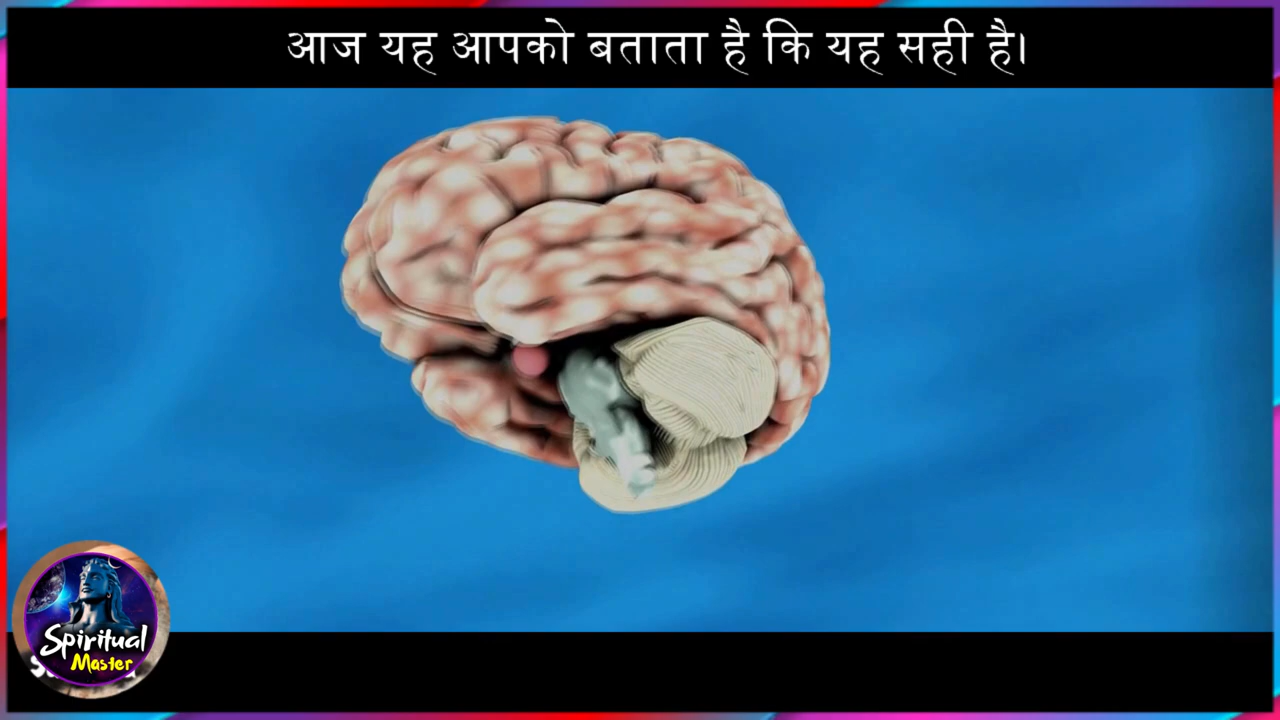 आज यह आपको बताता है कि यह सही है।
Spiritual
Master